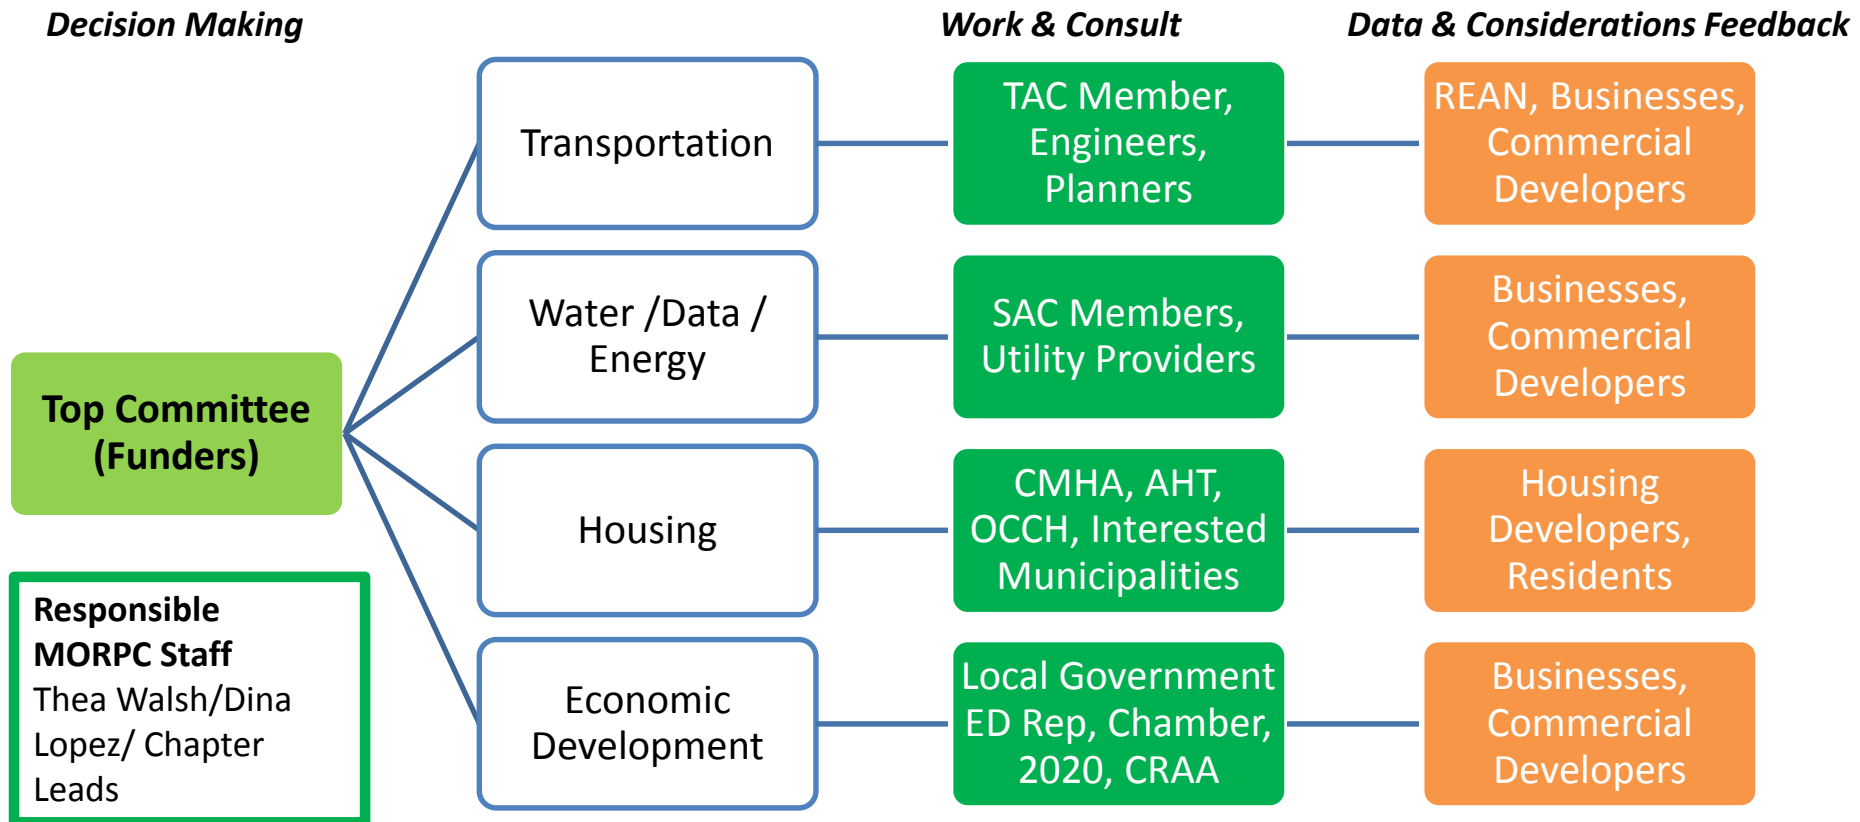 Decision Making
Work & Consult
Data & Considerations Feedback
Transportation
TAC Member,
Engineers,
Planners
REAN, Businesses,
Commercial
Developers
Water /Data /
Energy
SAC Members,
Utility Providers
Businesses,
Commercial
Developers
Top Committee
(Funders)
Housing
CMHA, AHT,
OCCH, Interested
Municipalities
Housing
Developers,
Residents
Responsible
MORPC Staff
Thea Walsh/Dina
Lopez/ Chapter
Leads
Economic
Development
Local Government
ED Rep, Chamber,
2020, CRAA
Businesses,
Commercial
Developers